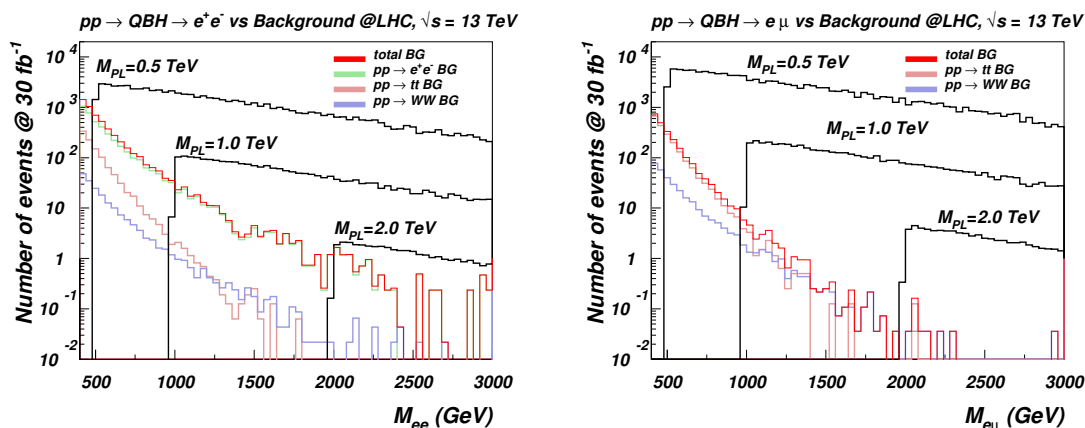 pp → QBH → e⁺e⁻ vs Background @LHC, √s = 13 TeV
Number of events @ 30 fb⁻¹
10⁴
10³
10²
10
1
10⁻¹
10⁻²
M_PL=0.5 TeV
M_PL=1.0 TeV
M_PL=2.0 TeV
total BG
pp → e⁺e⁻ BG
pp → tt BG
pp → WW BG
500 1000 1500 2000 2500 3000
M_ee (GeV)
pp → QBH → e μ vs Background @LHC, √s = 13 TeV
Number of events @ 30 fb⁻¹
10⁴
10³
10²
10
1
10⁻¹
10⁻²
M_PL=0.5 TeV
M_PL=1.0 TeV
M_PL=2.0 TeV
total BG
pp → tt BG
pp → WW BG
500 1000 1500 2000 2500 3000
M_eμ (GeV)